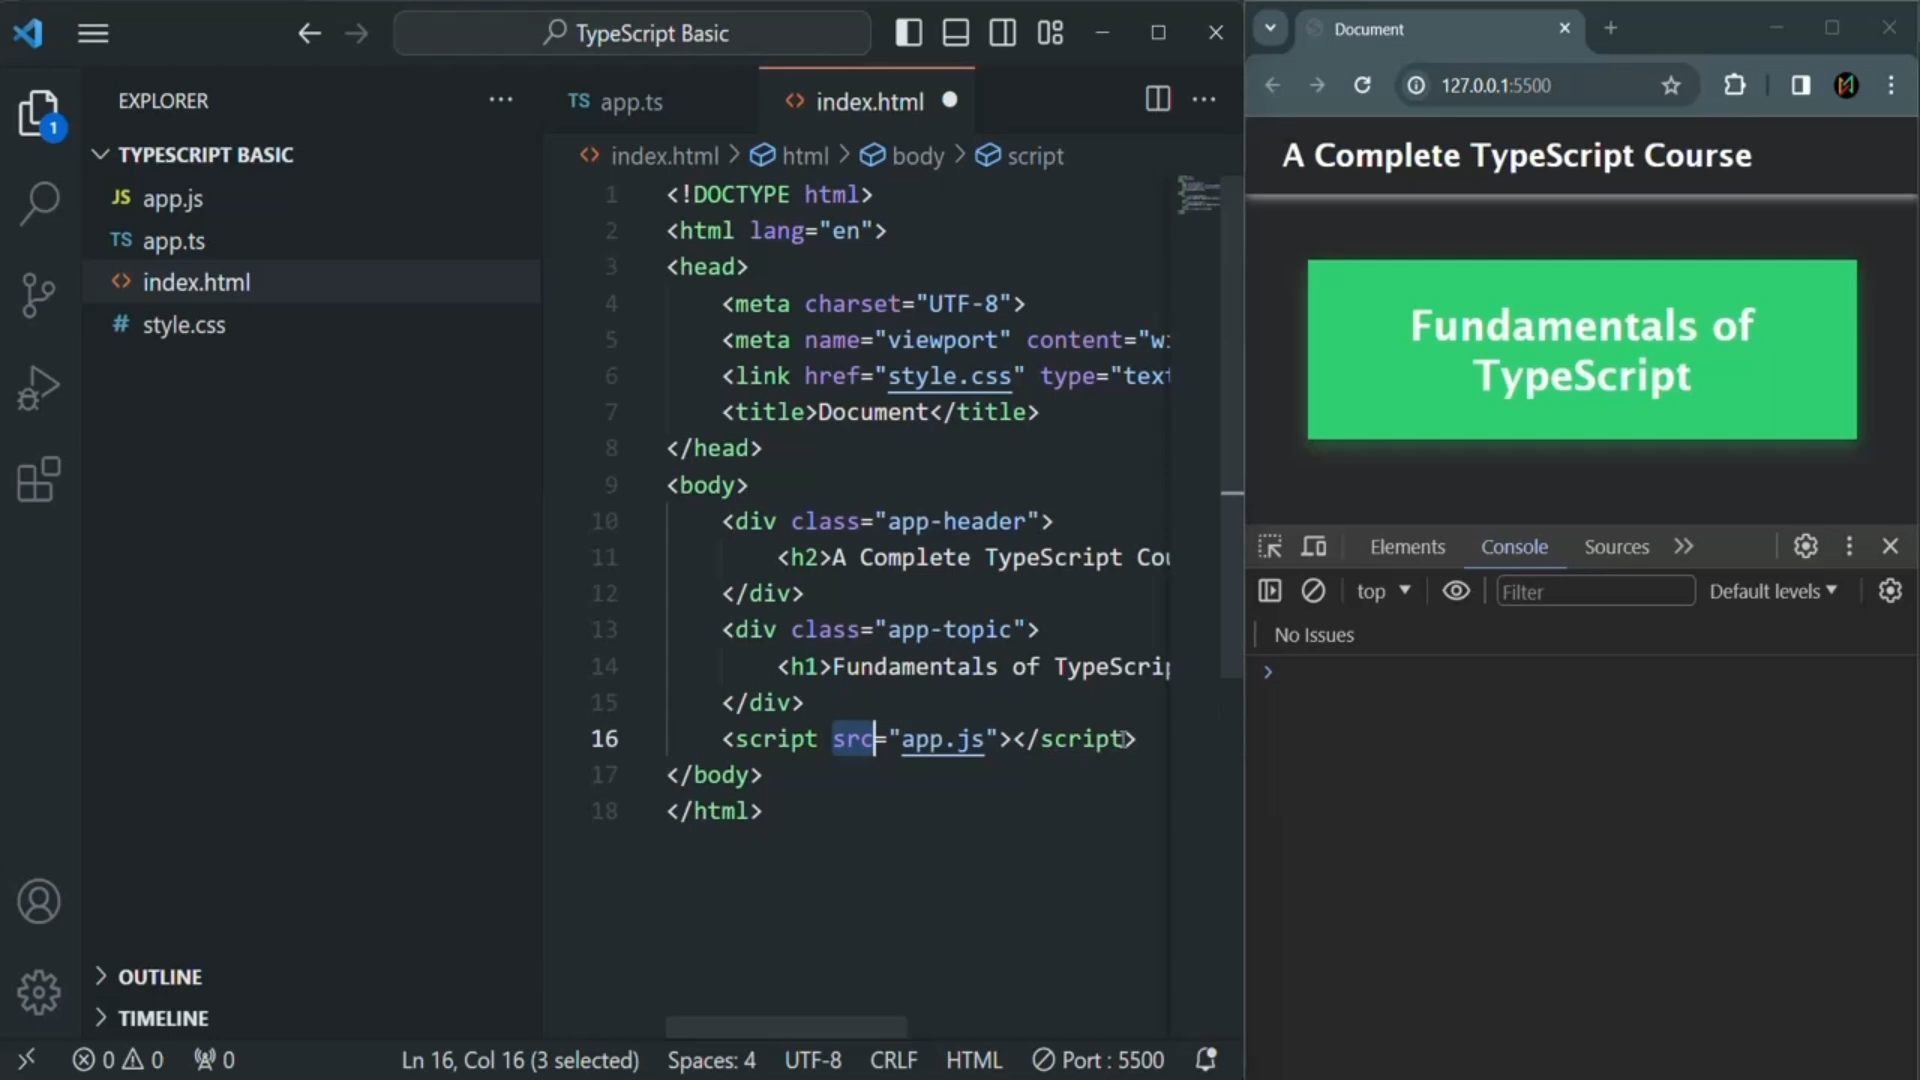 TypeScript Basic
EXPLORER
1
TYPESCRIPT BASIC
JS app.js
TS app.ts
<> index.html
# style.css
OUTLINE
TIMELINE
TS app.ts
<> index.html
<> index.html > html > body > script
1 <!DOCTYPE html>
2 <html lang="en">
3 <head>
4 <meta charset="UTF-8">
5 <meta name="viewport" content="wi
6 <link href="style.css" type="text
7 <title>Document</title>
8 </head>
9 <body>
10 <div class="app-header">
11 <h2>A Complete TypeScript Cou
12 </div>
13 <div class="app-topic">
14 <h1>Fundamentals of TypeScrip
15 </div>
16 <script src="app.js"></script>
17 </body>
18 </html>
0 0 0 Ln 16, Col 16 (3 selected) Spaces: 4 UTF-8 CRLF HTML Port : 5500
Document
127.0.0.1:5500
A Complete TypeScript Course
Fundamentals of
TypeScript
Elements Console Sources
top Filter Default levels
No Issues